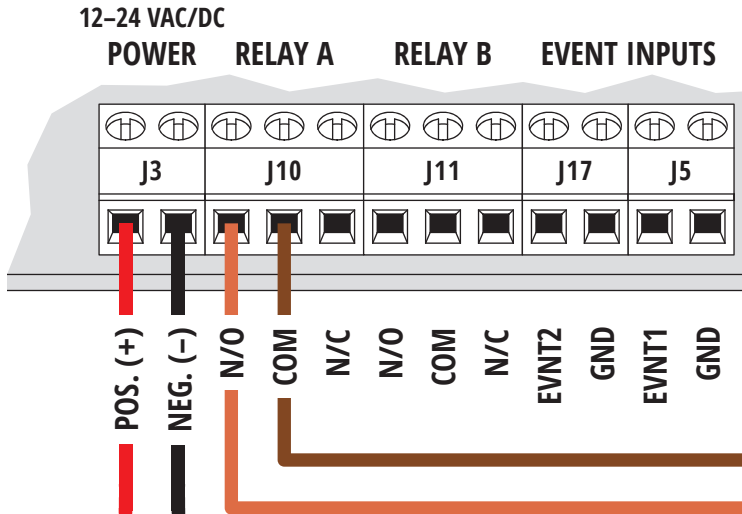 12–24 VAC/DC
POWER RELAY A RELAY B EVENT INPUTS
J3 J10 J11 J17 J5
POS. (+) NEG. (–) N/O COM N/C N/O COM N/C EVNT2 GND EVNT1 GND